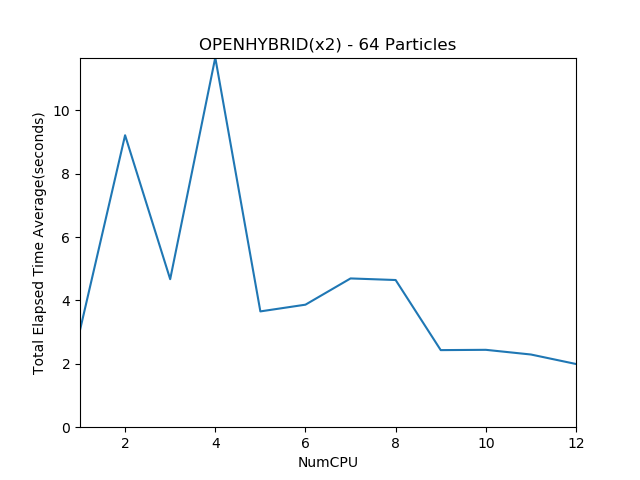 OPENHYBRID(x2) - 64 Particles
Total Elapsed Time Average(seconds)
10
8
6
4
2
0
2 4 6 8 10 12
NumCPU